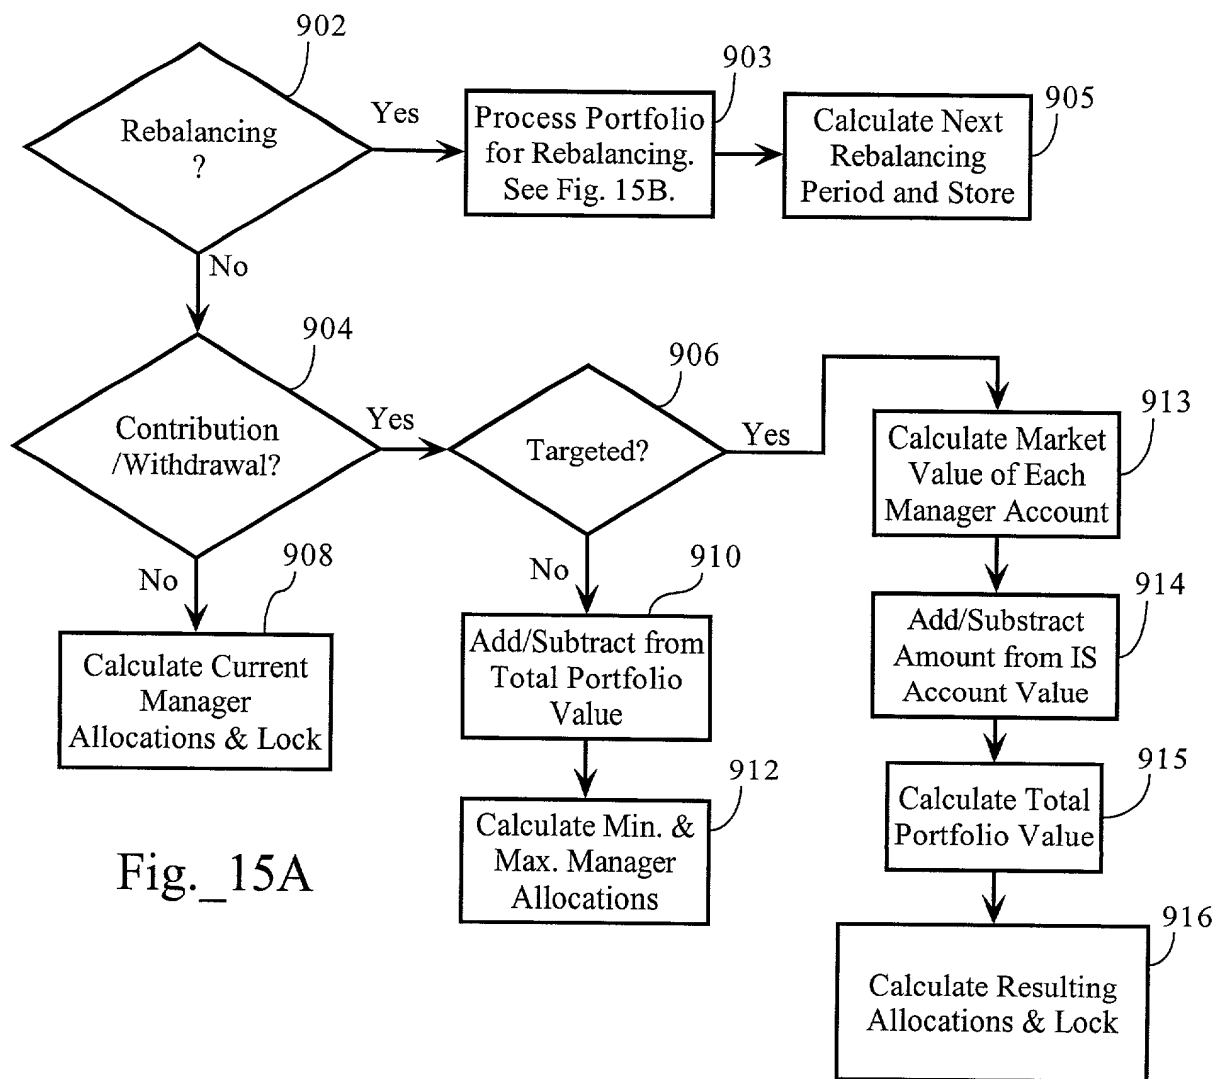 902
Rebalancing
?
Yes
903
Process Portfolio
for Rebalancing.
See Fig. 15B.
905
Calculate Next
Rebalancing
Period and Store
No
904
Contribution
/Withdrawal?
Yes
906
Targeted?
Yes
913
Calculate Market
Value of Each
Manager Account
No
908
Calculate Current
Manager
Allocations & Lock
No
910
Add/Subtract from
Total Portfolio
Value
914
Add/Substract
Amount from IS
Account Value
912
Calculate Min. &
Max. Manager
Allocations
915
Calculate Total
Portfolio Value
916
Calculate Resulting
Allocations & Lock
Fig._15A